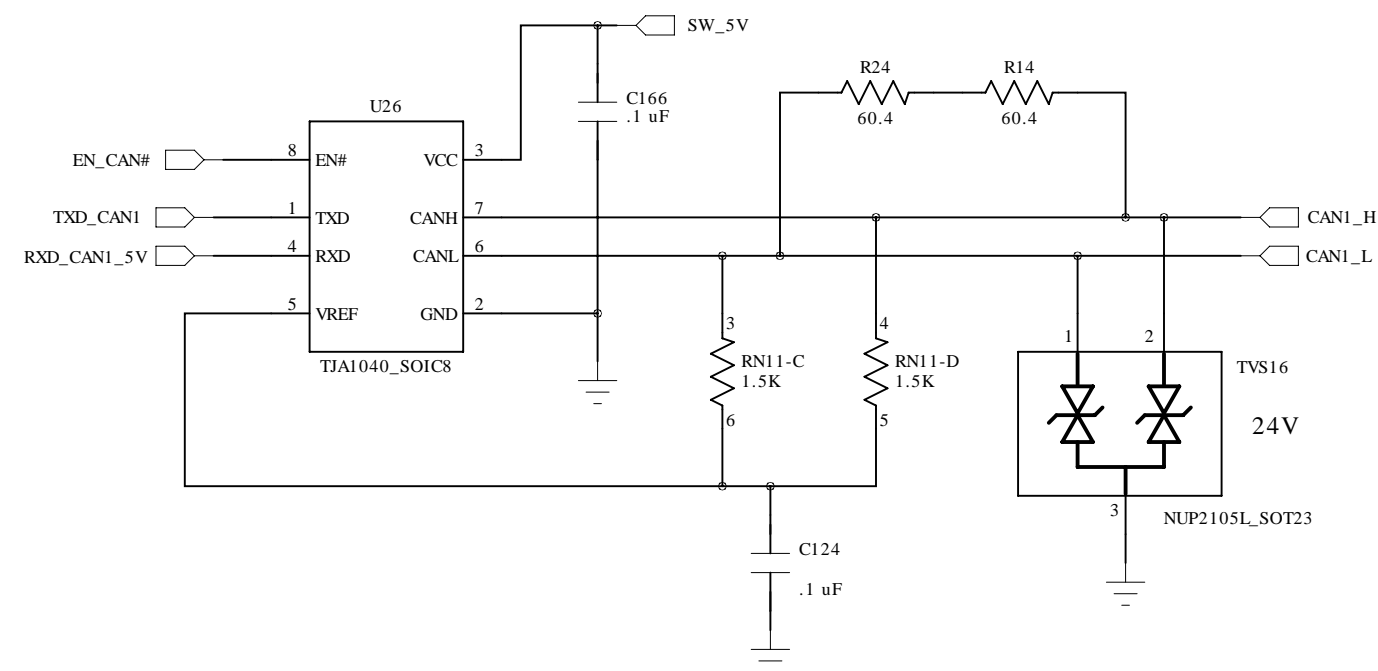 SW_5V
R24
R14
60.4
60.4
C166
.1 uF
U26
EN_CAN#
8
EN#
VCC
3
TXD_CAN1
1
TXD
CANH
7
CAN1_H
RXD_CAN1_5V
4
RXD
CANL
6
CAN1_L
5
VREF
GND
2
TJA1040_SOIC8
3
RN11-C
1.5K
6
4
RN11-D
1.5K
5
1
2
TVS16
24V
3
NUP2105L_SOT23
C124
.1 uF